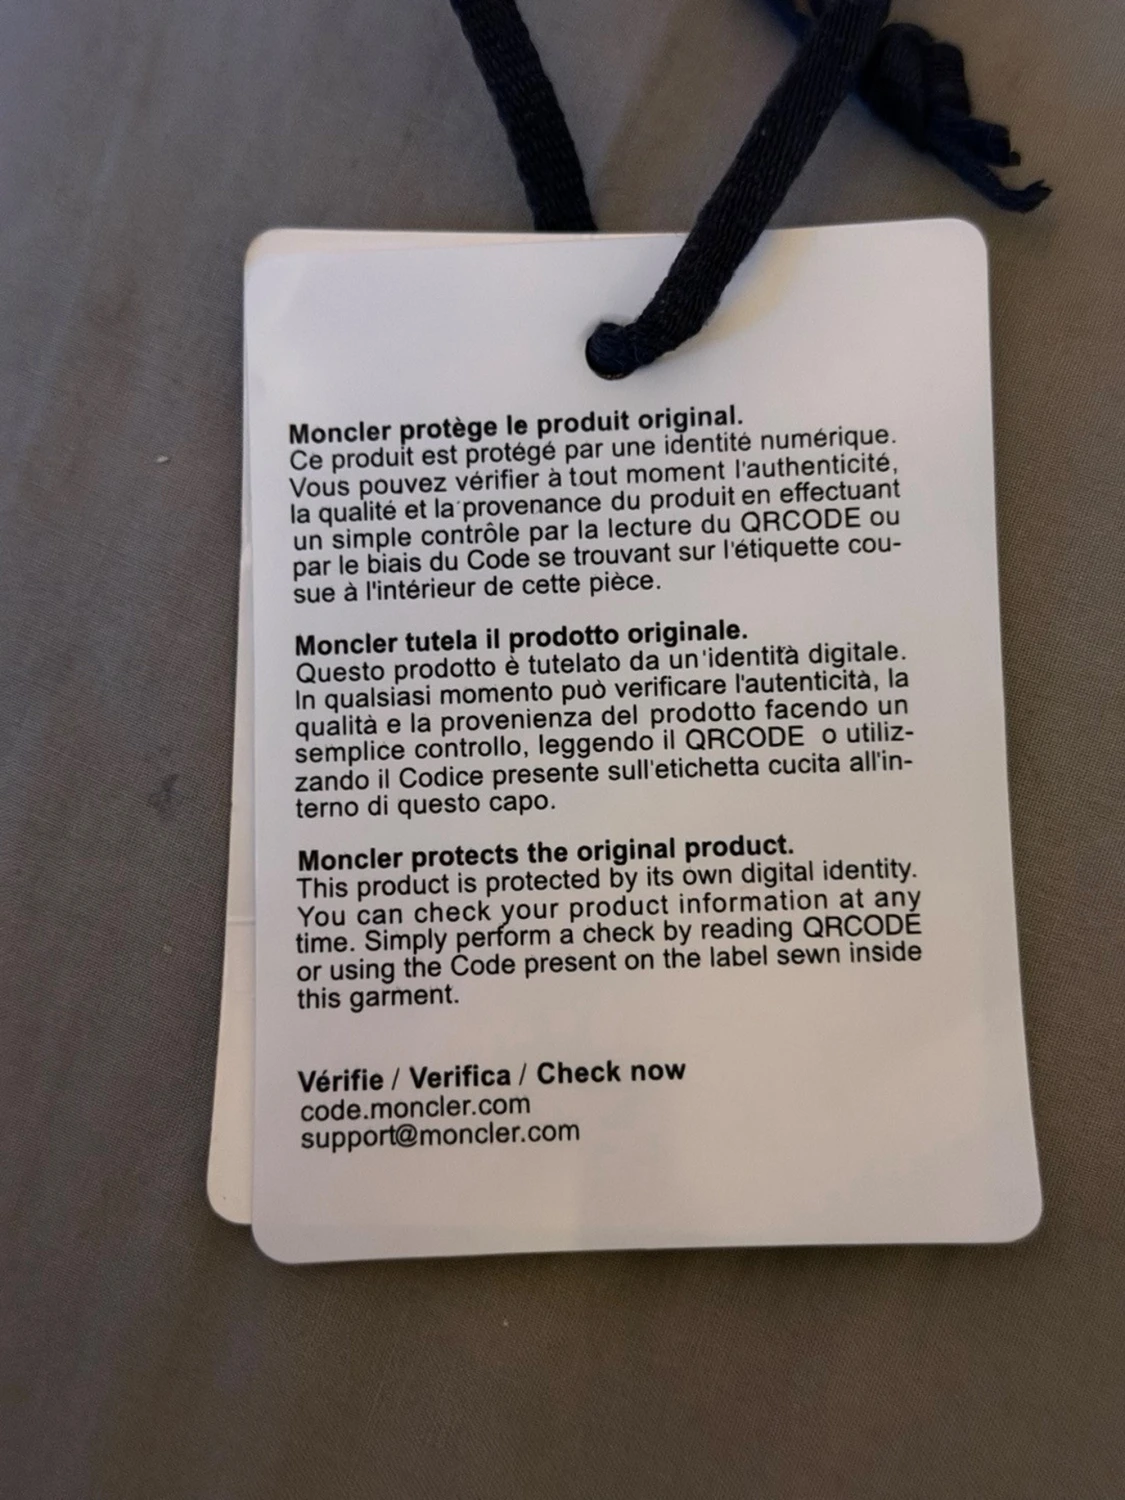 Moncler protège le produit original.
Ce produit est protégé par une identité numérique.
Vous pouvez vérifier à tout moment l'authenticité,
la qualité et la provenance du produit en effectuant
un simple contrôle par la lecture du QRCODE ou
par le biais du Code se trouvant sur l'étiquette cou-
sue à l'intérieur de cette pièce.
Moncler tutela il prodotto originale.
Questo prodotto è tutelato da un'identità digitale.
In qualsiasi momento può verificare l'autenticità, la
qualità e la provenienza del prodotto facendo un
semplice controllo, leggendo il QRCODE o utiliz-
zando il Codice presente sull'etichetta cucita all'in-
terno di questo capo.
Moncler protects the original product.
This product is protected by its own digital identity.
You can check your product information at any
time. Simply perform a check by reading QRCODE
or using the Code present on the label sewn inside
this garment.
Vérifie / Verifica / Check now
code.moncler.com
support@moncler.com